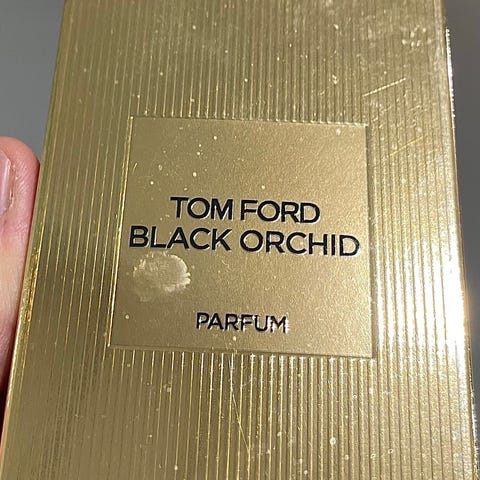 TOM FORD
BLACK ORCHID
PARFUM